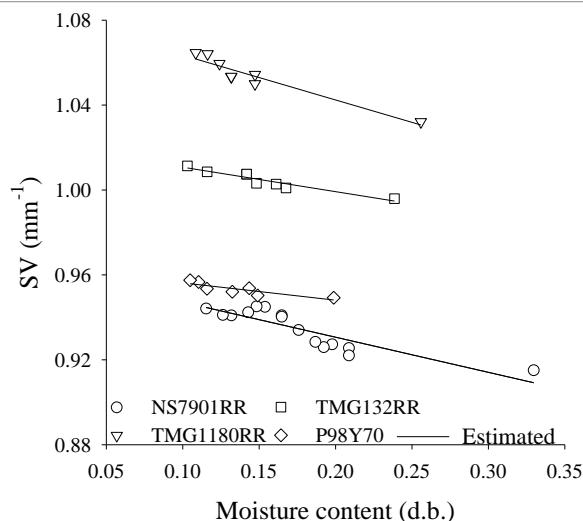 1.08
1.04
1.00
0.96
0.92
0.88
SV (mm⁻¹)
NS7901RR TMG132RR
TMG1180RR P98Y70 Estimated
0.05 0.10 0.15 0.20 0.25 0.30 0.35
Moisture content (d.b.)